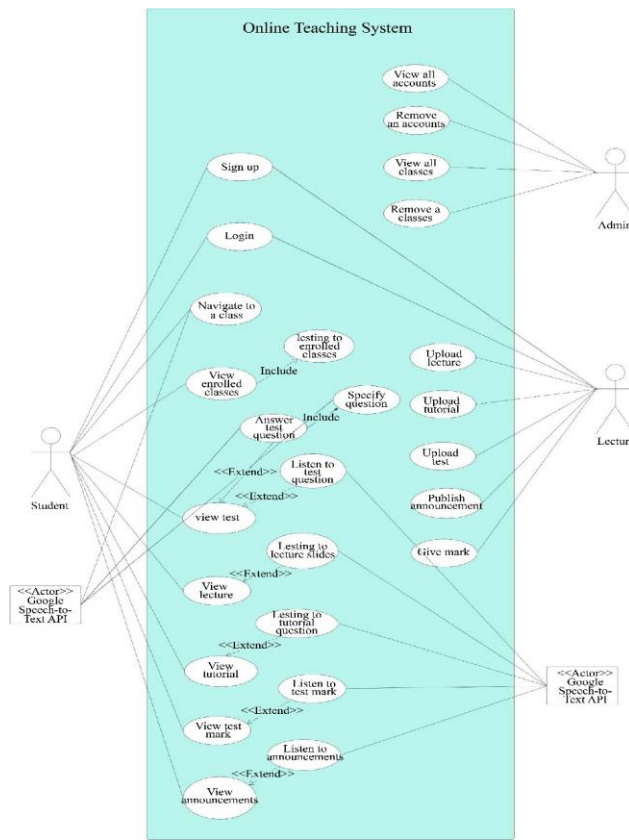 Online Teaching System
View all
accounts
Remove
an accounts
View all
classes
Remove a
classes
Admin
Sign up
Login
Navigate to
a class
lesting to
enrolled
classes
Include
View
enrolled
classes
Specify
question
Include
Answer
test
question
<<Extend>>
Listen to
test
question
<<Extend>>
view test
Upload
lecture
Upload
tutorial
Upload
test
Publish
announcement
Give mark
Student
<<Actor>>
Google
Speech-to-
Text API
Lesting to
lecture slides
<<Extend>>
View
lecture
Lesting to
tutorial
question
<<Extend>>
View
tutorial
Listen to
test mark
<<Extend>>
View test
mark
Listen to
announcements
<<Extend>>
View
announcements
<<Actor>>
Google
Speech-to-
Text API